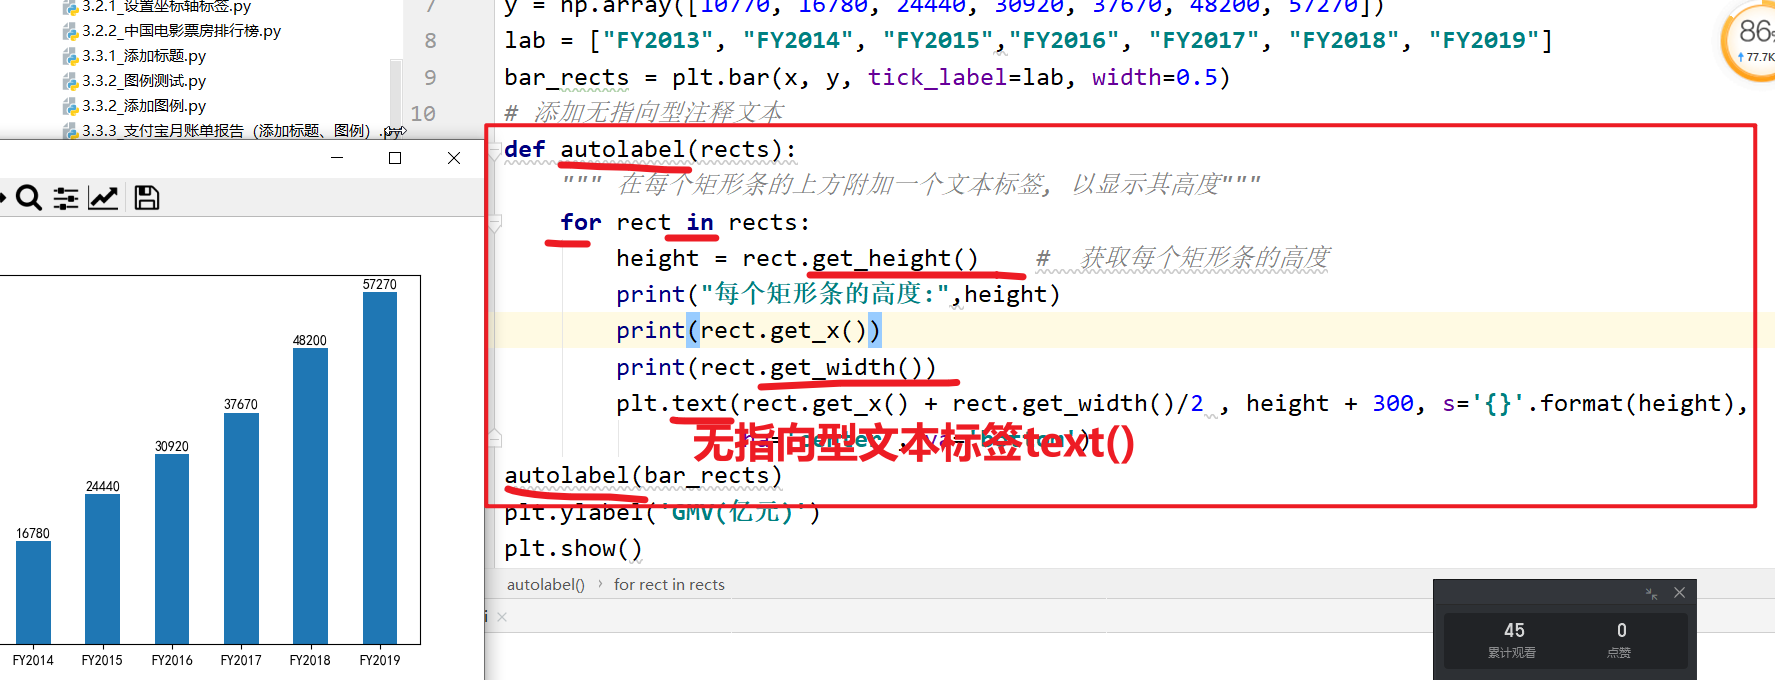 3.2.1_设置坐标轴标签.py
3.2.2_中国电影票房排行榜.py
3.3.1_添加标题.py
3.3.2_图例测试.py
3.3.2_添加图例.py
3.3.3_支付宝月账单报告（添加标题、图例）.py
7
8
9
10
y = np.array([10770, 16780, 24440, 30920, 37670, 48200, 57270])
lab = ["FY2013", "FY2014", "FY2015","FY2016", "FY2017", "FY2018", "FY2019"]
bar_rects = plt.bar(x, y, tick_label=lab, width=0.5)
# 添加无指向型注释文本
def autolabel(rects):
""" 在每个矩形条的上方附加一个文本标签, 以显示其高度"""
for rect in rects:
height = rect.get_height() # 获取每个矩形条的高度
print("每个矩形条的高度:",height)
print(rect.get_x())
print(rect.get_width())
plt.text(rect.get_x() + rect.get_width()/2 , height + 300, s='{}'.format(height),
ha='center', va='bottom')
无指向型文本标签text()
autolabel(bar_rects)
plt.ylabel('GMV(亿元)')
plt.show()
autolabel() › for rect in rects
16780
24440
30920
37670
48200
57270
FY2014 FY2015 FY2016 FY2017 FY2018 FY2019
86%
77.7K
45 0
累计观看 点赞